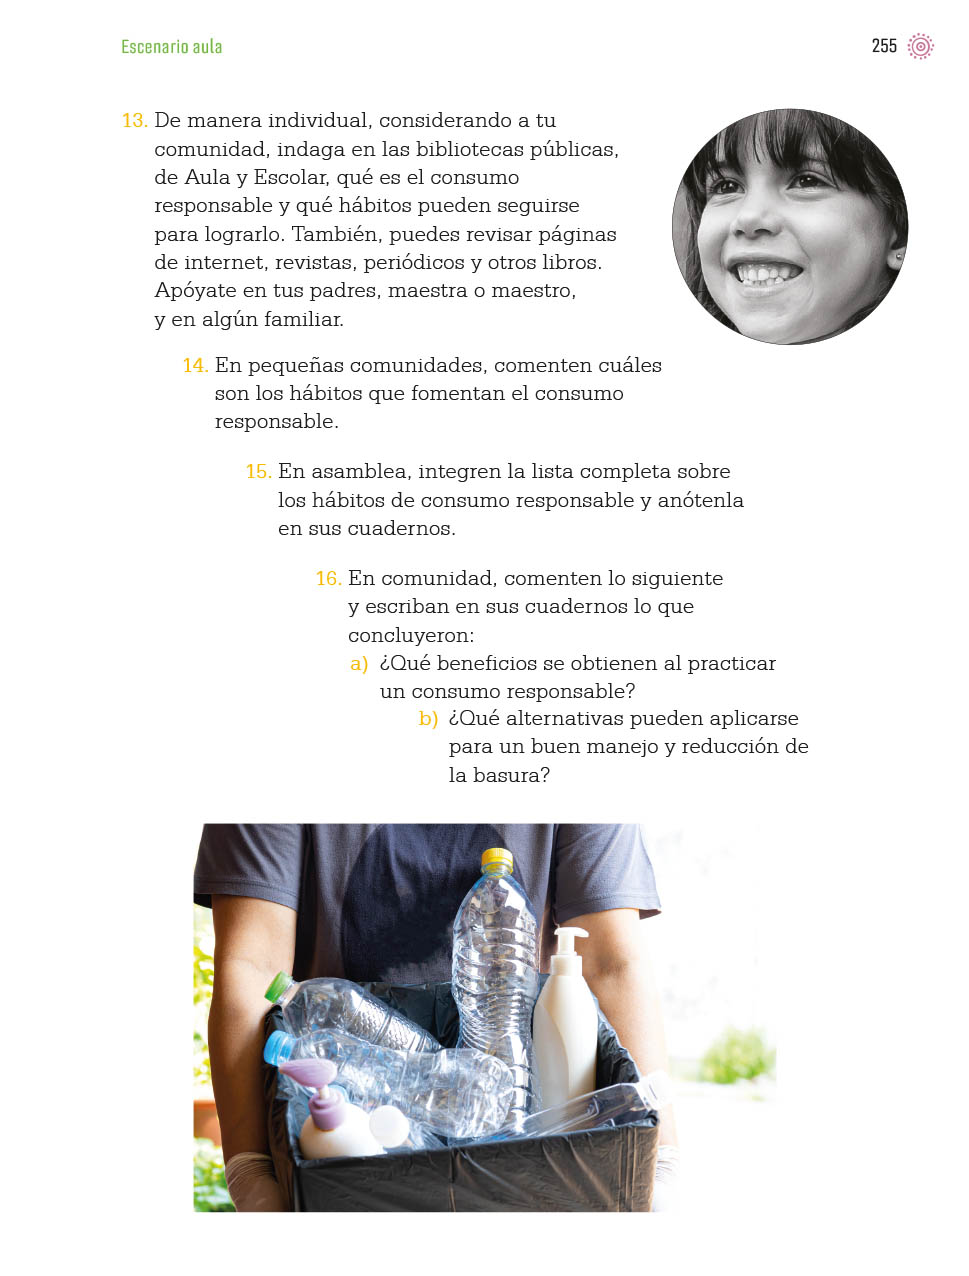 Escenario aula
255
13. De manera individual, considerando a tu
comunidad, indaga en las bibliotecas públicas,
de Aula y Escolar, qué es el consumo
responsable y qué hábitos pueden seguirse
para lograrlo. También, puedes revisar páginas
de internet, revistas, periódicos y otros libros.
Apóyate en tus padres, maestra o maestro,
y en algún familiar.
14. En pequeñas comunidades, comenten cuáles
son los hábitos que fomentan el consumo
responsable.
15. En asamblea, integren la lista completa sobre
los hábitos de consumo responsable y anótenla
en sus cuadernos.
16. En comunidad, comenten lo siguiente
y escriban en sus cuadernos lo que
concluyeron:
a) ¿Qué beneficios se obtienen al practicar
un consumo responsable?
b) ¿Qué alternativas pueden aplicarse
para un buen manejo y reducción de
la basura?